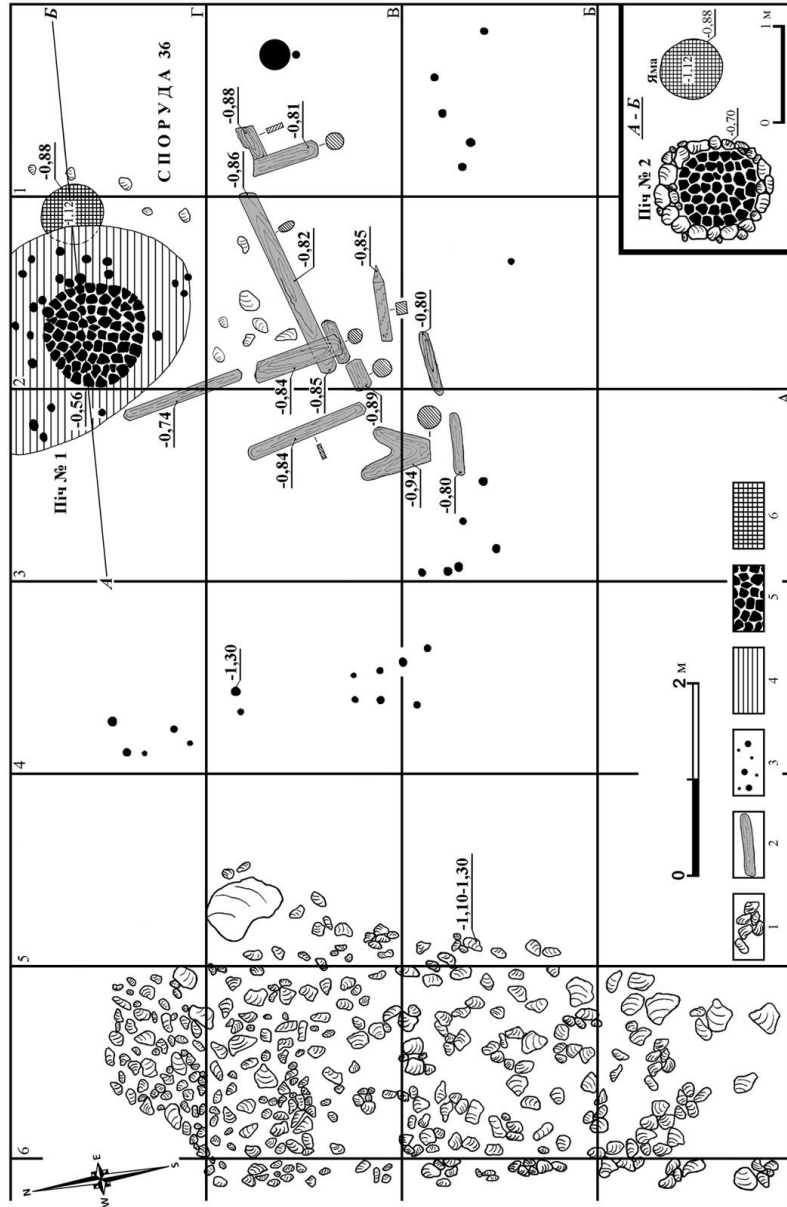 СПОРУДА 36
Б
Г
В
Б
А
1
2
3
4
5
6
Піч № 1
А
-0,88
-1,12
-0,56
-0,74
-0,88
-0,81
-0,86
-0,82
-0,85
-0,84
-0,85
-0,89
-0,80
-0,84
-0,94
-0,80
-1,30
-1,10-1,30
А - Б
Піч № 2
-0,70
Яма
-1,12
-0,88
0 1 м
0 2 м
1 2 3 4 5 6
N
E
S
W